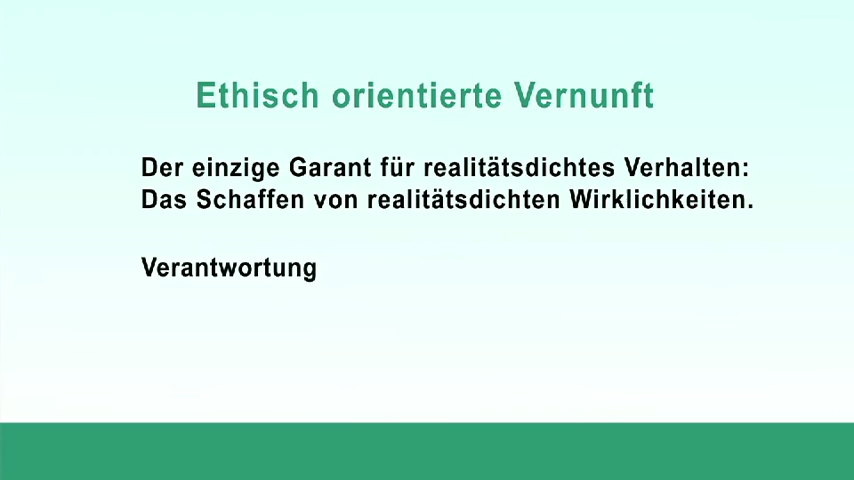 Ethisch orientierte Vernunft
Der einzige Garant für realitätsdichtes Verhalten:
Das Schaffen von realitätsdichten Wirklichkeiten.
Verantwortung